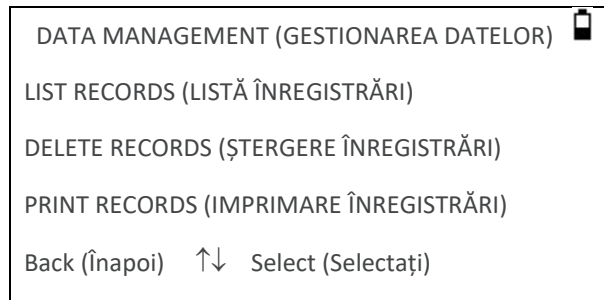 DATA MANAGEMENT (GESTIONAREA DATELOR)
LIST RECORDS (LISTĂ ÎNREGISTRĂRI)
DELETE RECORDS (ȘTERGERE ÎNREGISTRĂRI)
PRINT RECORDS (IMPRIMARE ÎNREGISTRĂRI)
Back (Înapoi) ↑↓ Select (Selectați)